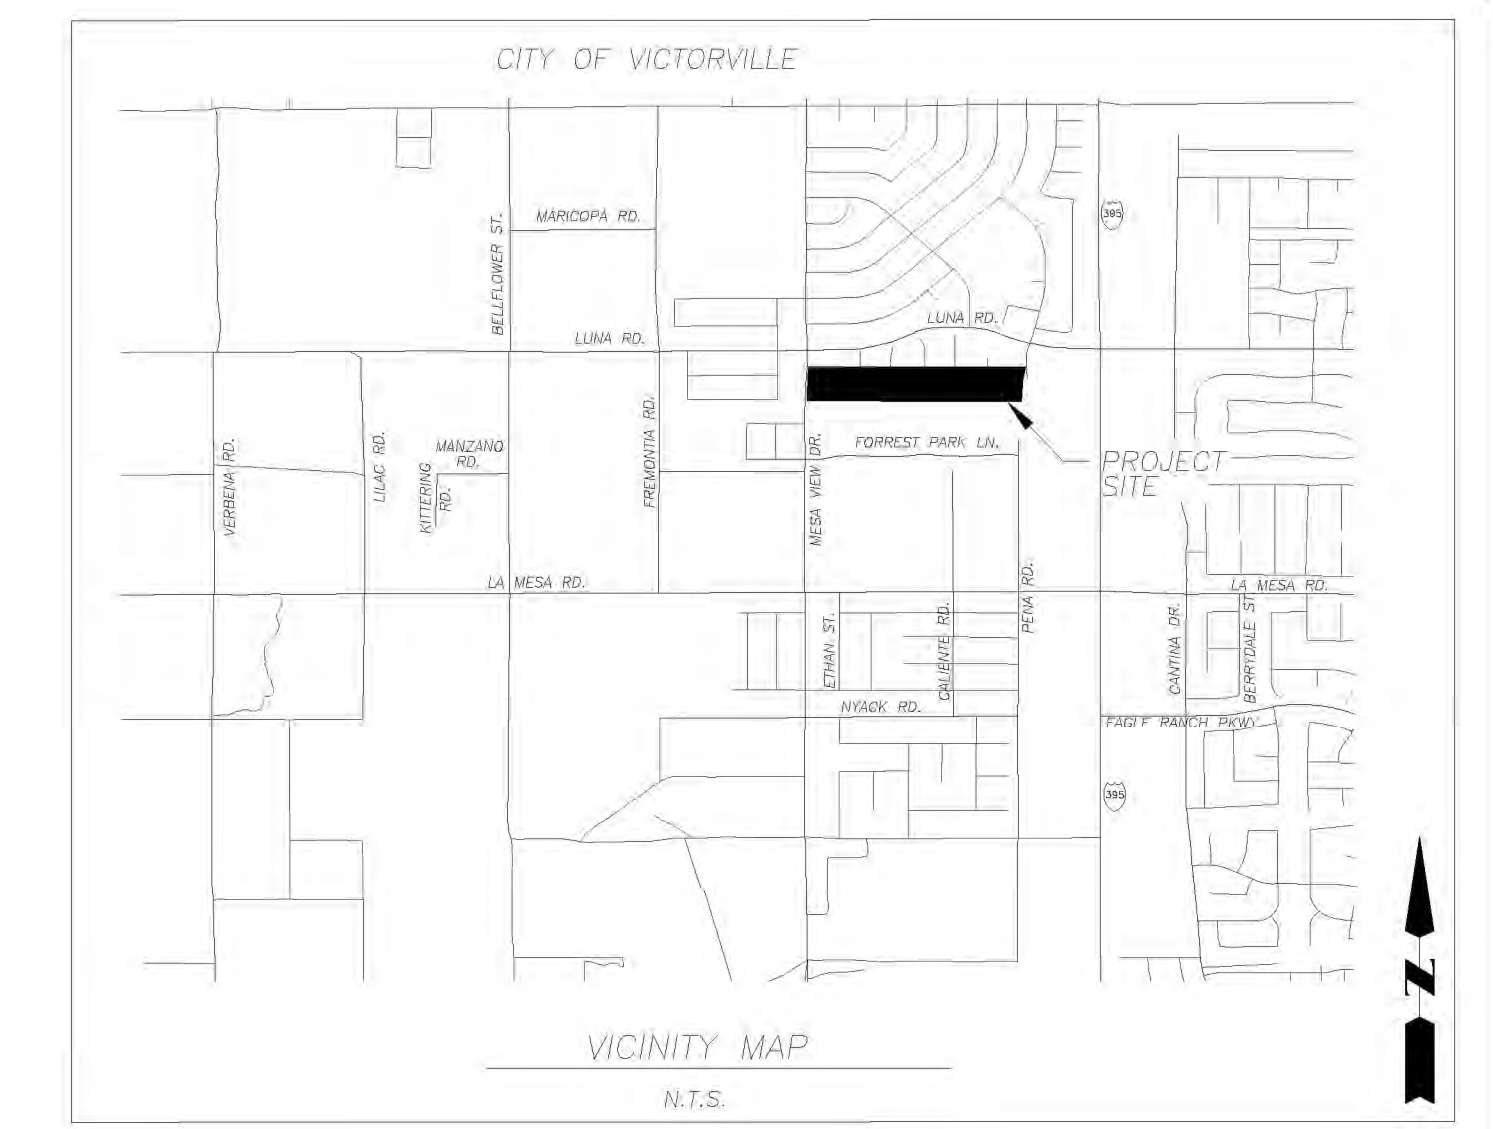 CITY OF VICTORVILLE
MARICOPA RD.
BELLFLOWER ST.
395
LUNA RD.
LUNA RD.
VERBENA RD.
LILAC RD.
KITTERING
RD.
MANZANO
RD.
FREMONTIA RD.
MESA VIEW DR.
FORREST PARK LN.
PROJECT
SITE
LA MESA RD.
LA MESA RD.
ETHAN ST.
CALIENTE RD.
PENA RD.
CANTINA DR.
BERRYDALE ST.
NYACK RD.
EAGLE RANCH PKWY
395
N
VICINITY MAP
N.T.S.